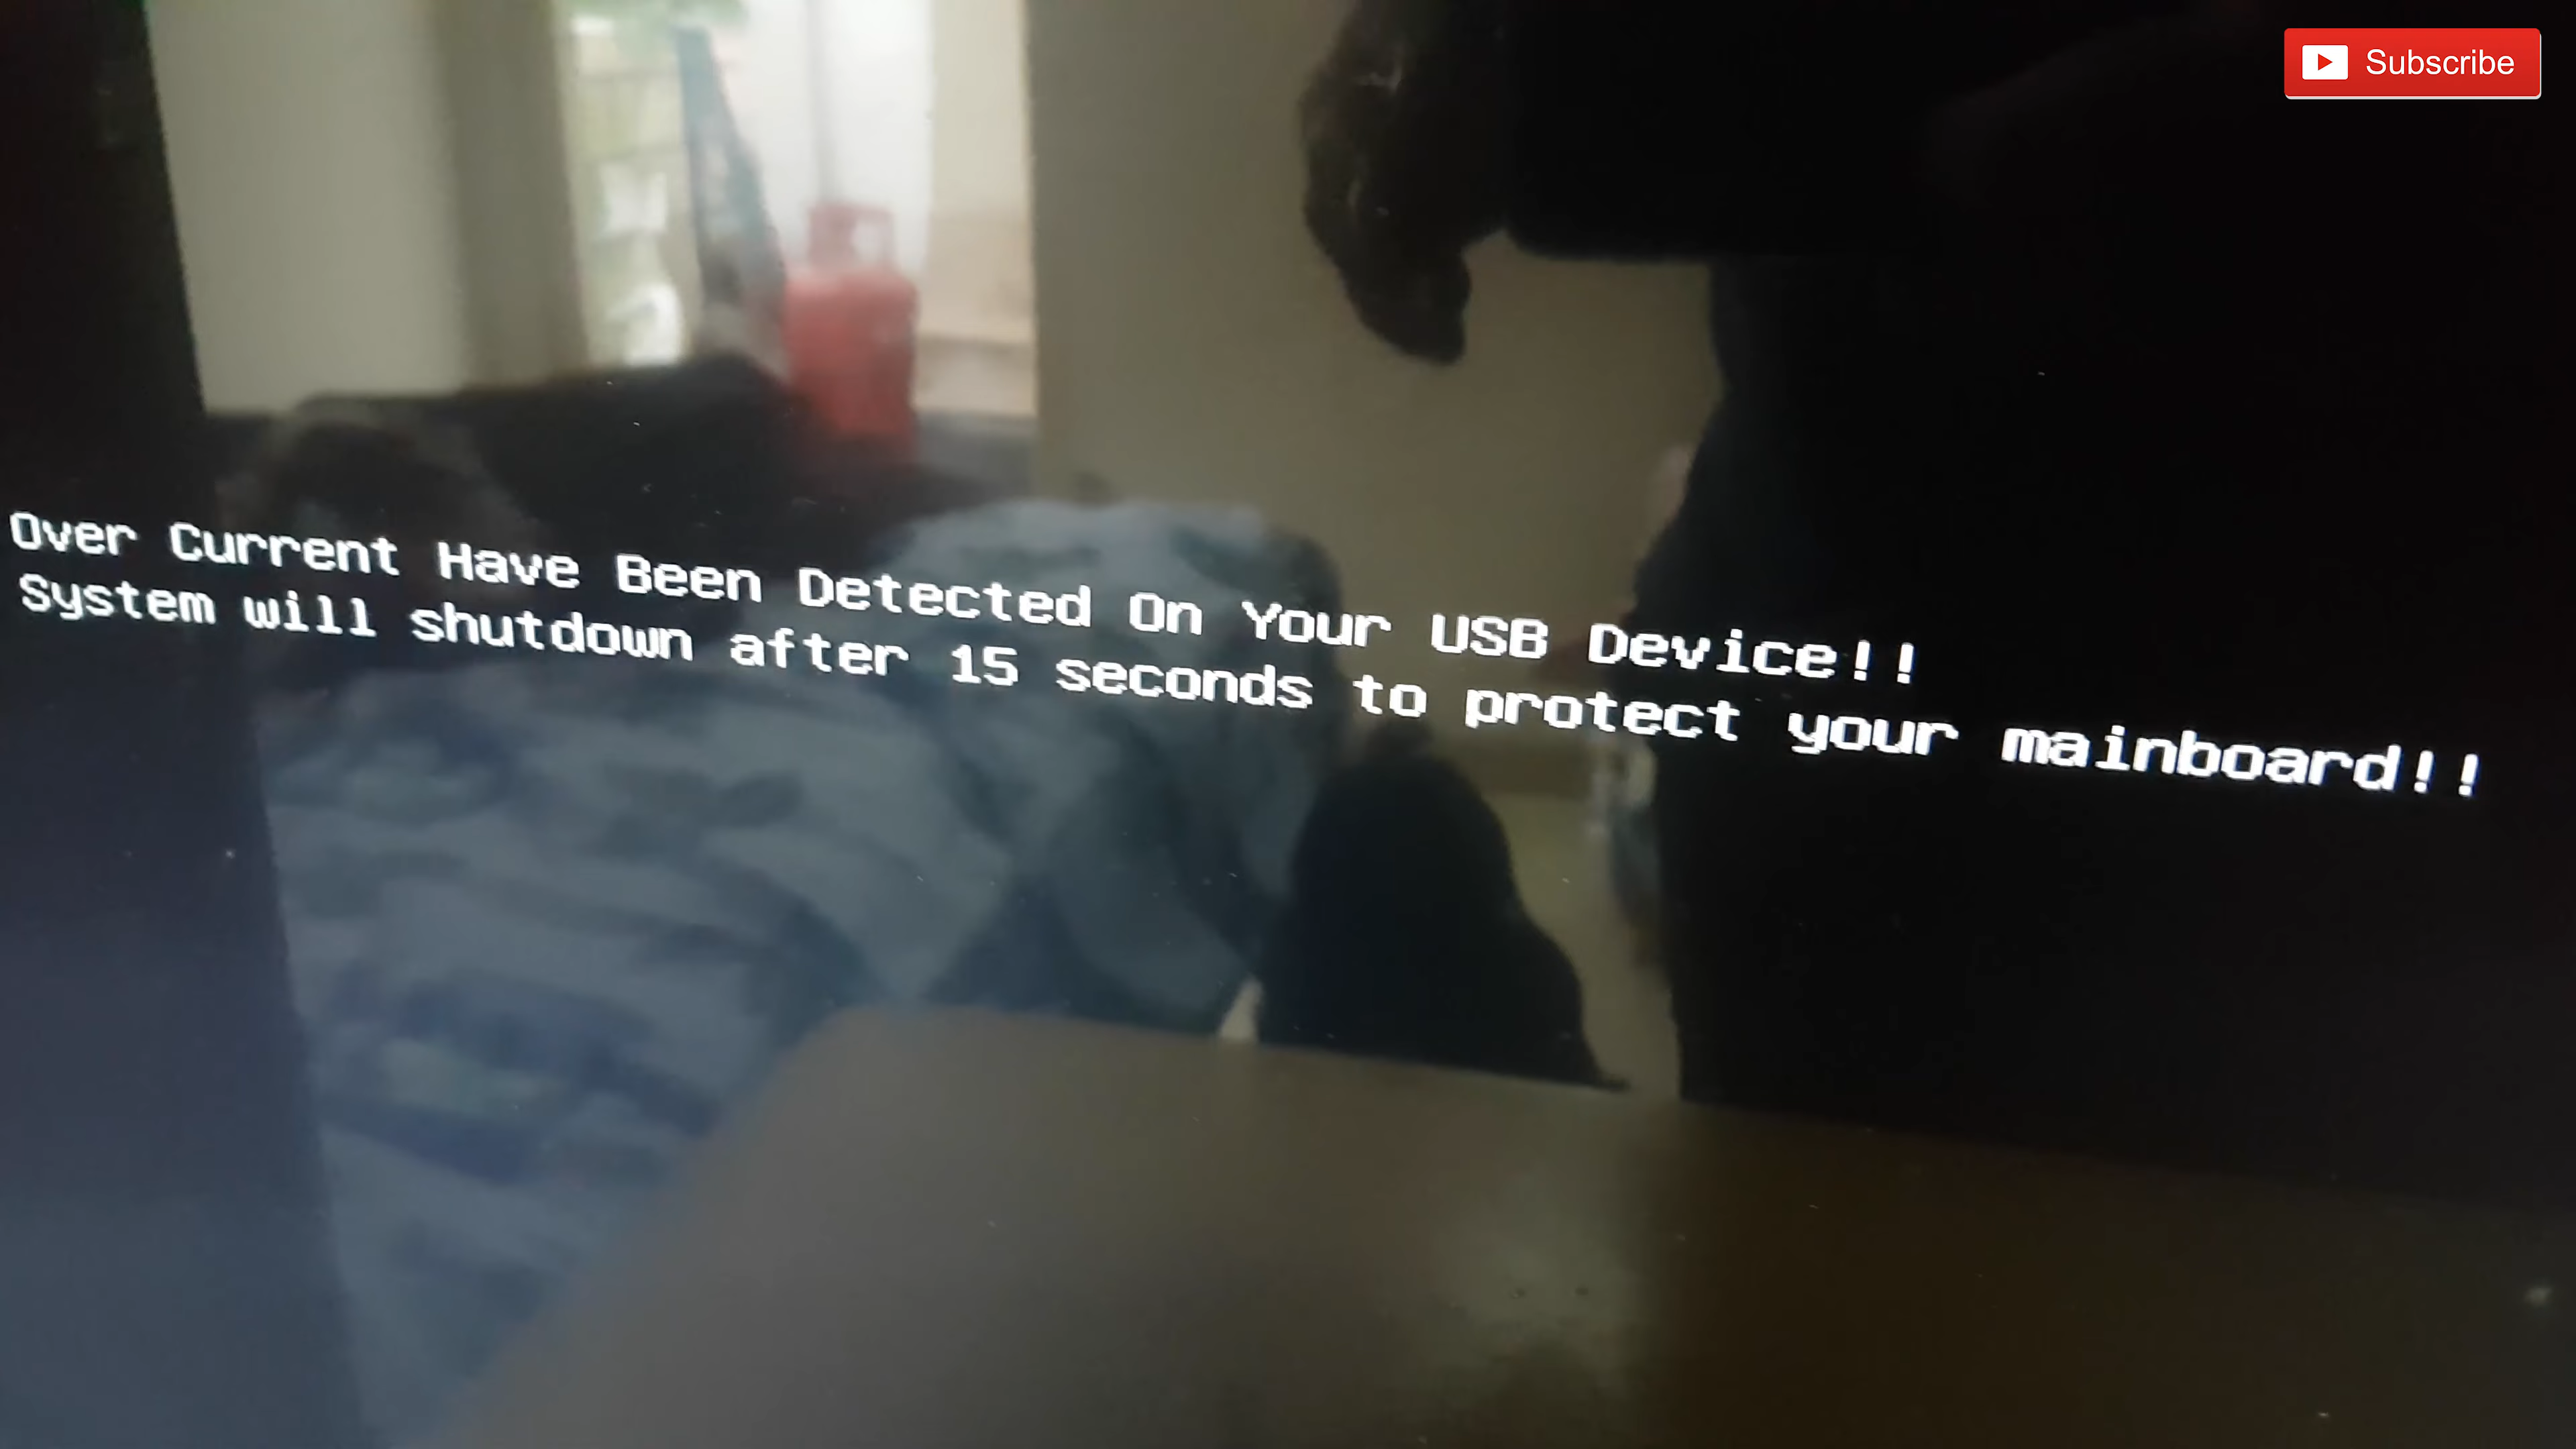 Subscribe
Over Current Have Been Detected On Your USB Device!!
System will shutdown after 15 seconds to protect your mainboard!!